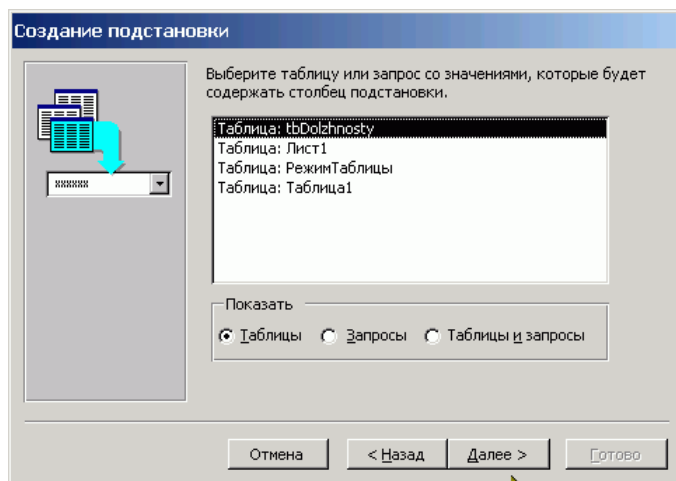 Создание подстановки
Выберите таблицу или запрос со значениями, которые будет
содержать столбец подстановки.
Таблица: tbDolzhnosty
Таблица: Лист1
Таблица: РежимТаблицы
Таблица: Таблица1
xxxxxx
Показать
Таблицы Запросы Таблицы и запросы
Отмена < Назад Далее > Готово